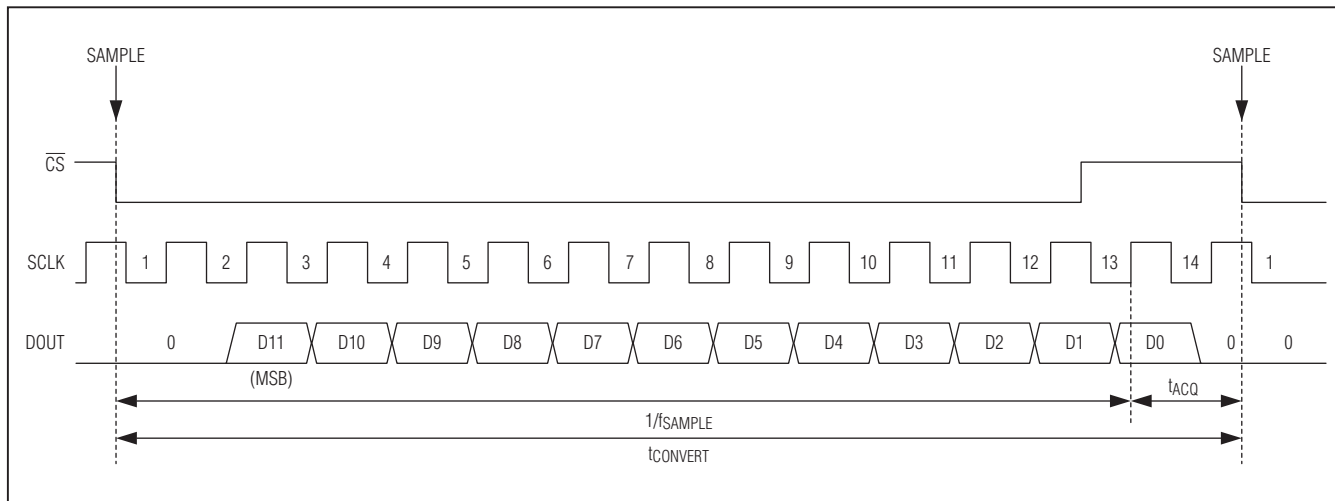 SAMPLE SAMPLE
CS
SCLK 1 2 3 4 5 6 7 8 9 10 11 12 13 14 1
DOUT 0 D11 D10 D9 D8 D7 D6 D5 D4 D3 D2 D1 D0 0 0
(MSB)
tACQ
1/fSAMPLE
tCONVERT